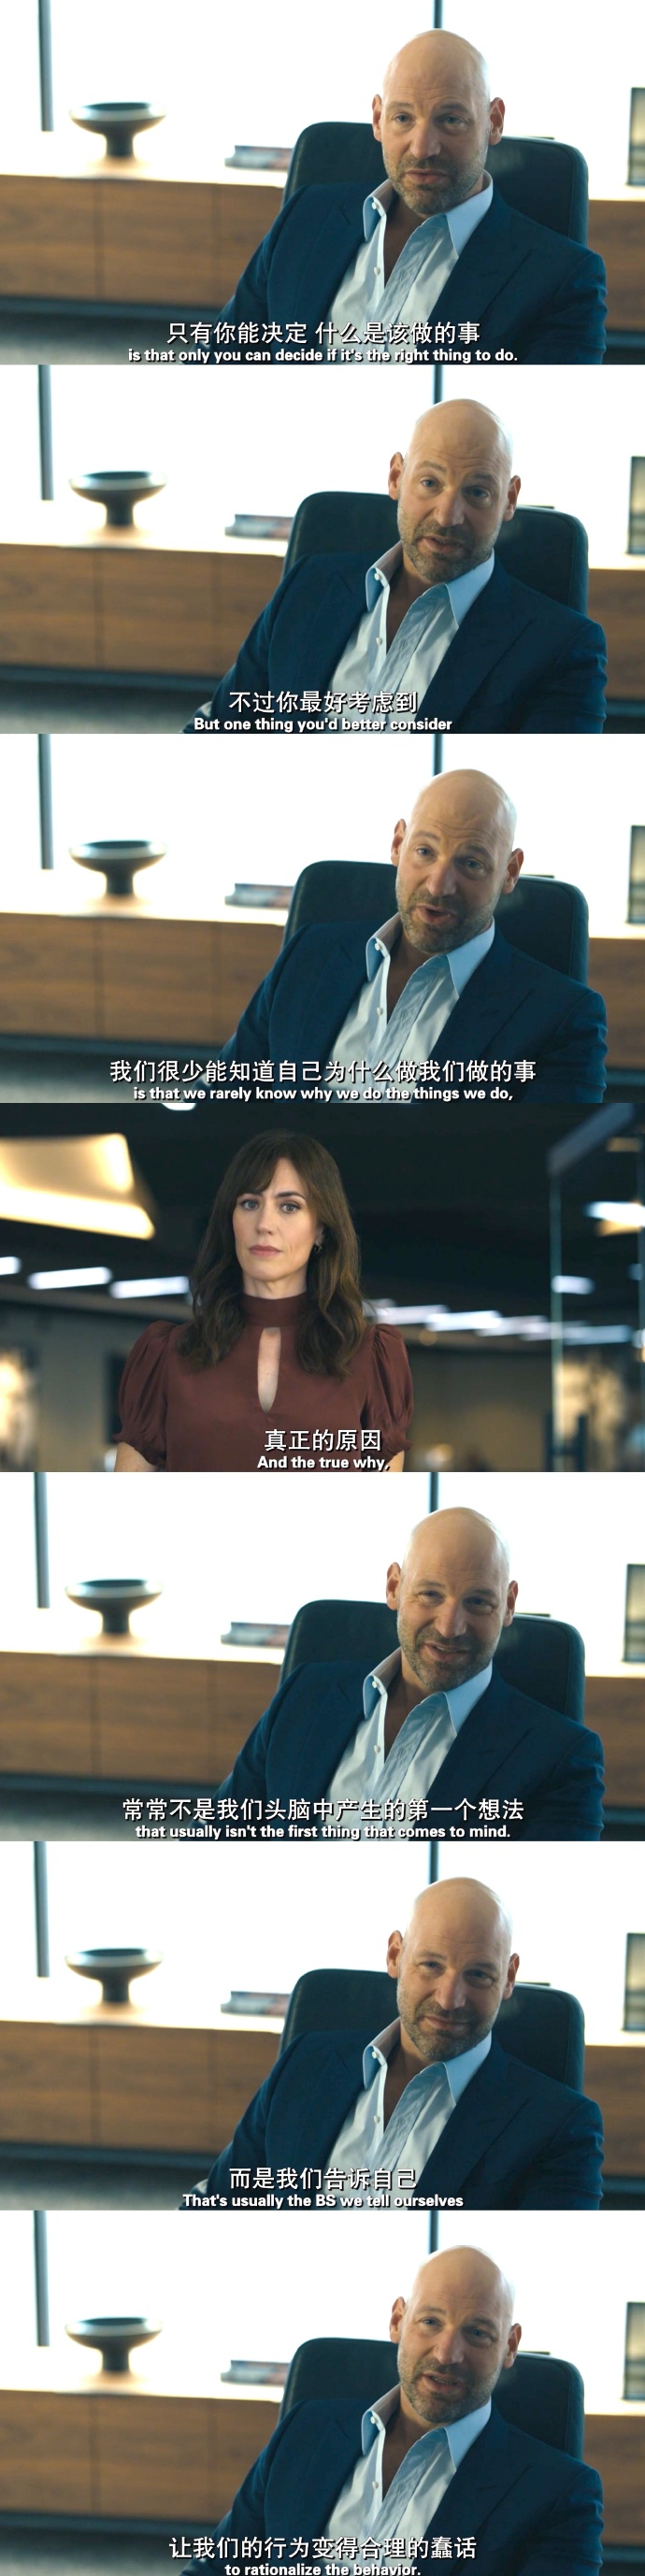 只有你能决定 什么是该做的事
is that only you can decide if it's the right thing to do.
不过你最好考虑到
But one thing you'd better consider
我们很少能知道自己为什么做我们做的事
is that we rarely know why we do the things we do,
真正的原因
And the true why,
常常不是我们头脑中产生的第一个想法
that usually isn't the first thing that comes to mind.
而是我们告诉自己
That's usually the BS we tell ourselves
让我们的行为变得合理的蠢话
to rationalize the behavior.